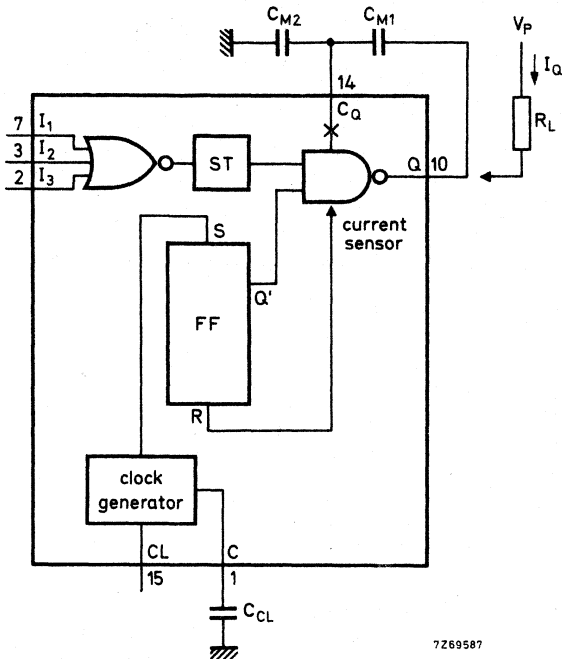 C_M2
C_M1
V_P
I_Q
R_L
14
C_Q
7 I_1
3 I_2
2 I_3
ST
Q 10
current
sensor
S
Q'
FF
R
clock
generator
CL
C
15
1
C_CL
7Z69587